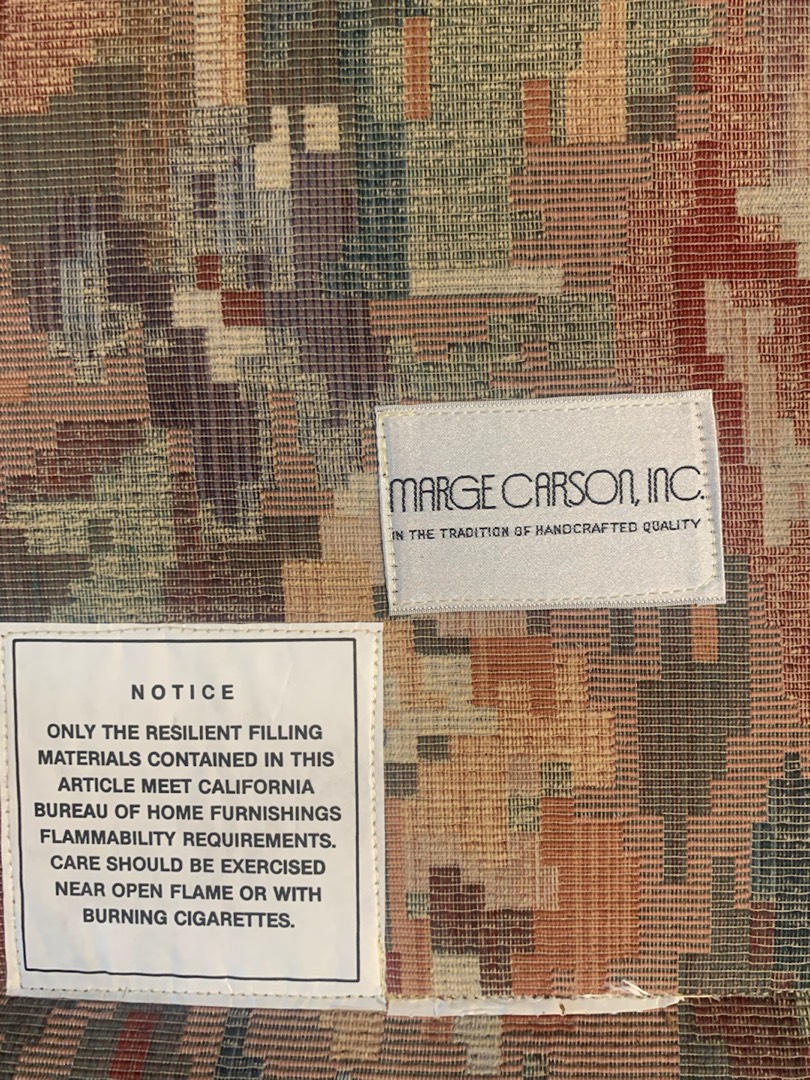 MARGE CARSON, INC.
IN THE TRADITION OF HANDCRAFTED QUALITY
NOTICE
ONLY THE RESILIENT FILLING
MATERIALS CONTAINED IN THIS
ARTICLE MEET CALIFORNIA
BUREAU OF HOME FURNISHINGS
FLAMMABILITY REQUIREMENTS.
CARE SHOULD BE EXERCISED
NEAR OPEN FLAME OR WITH
BURNING CIGARETTES.